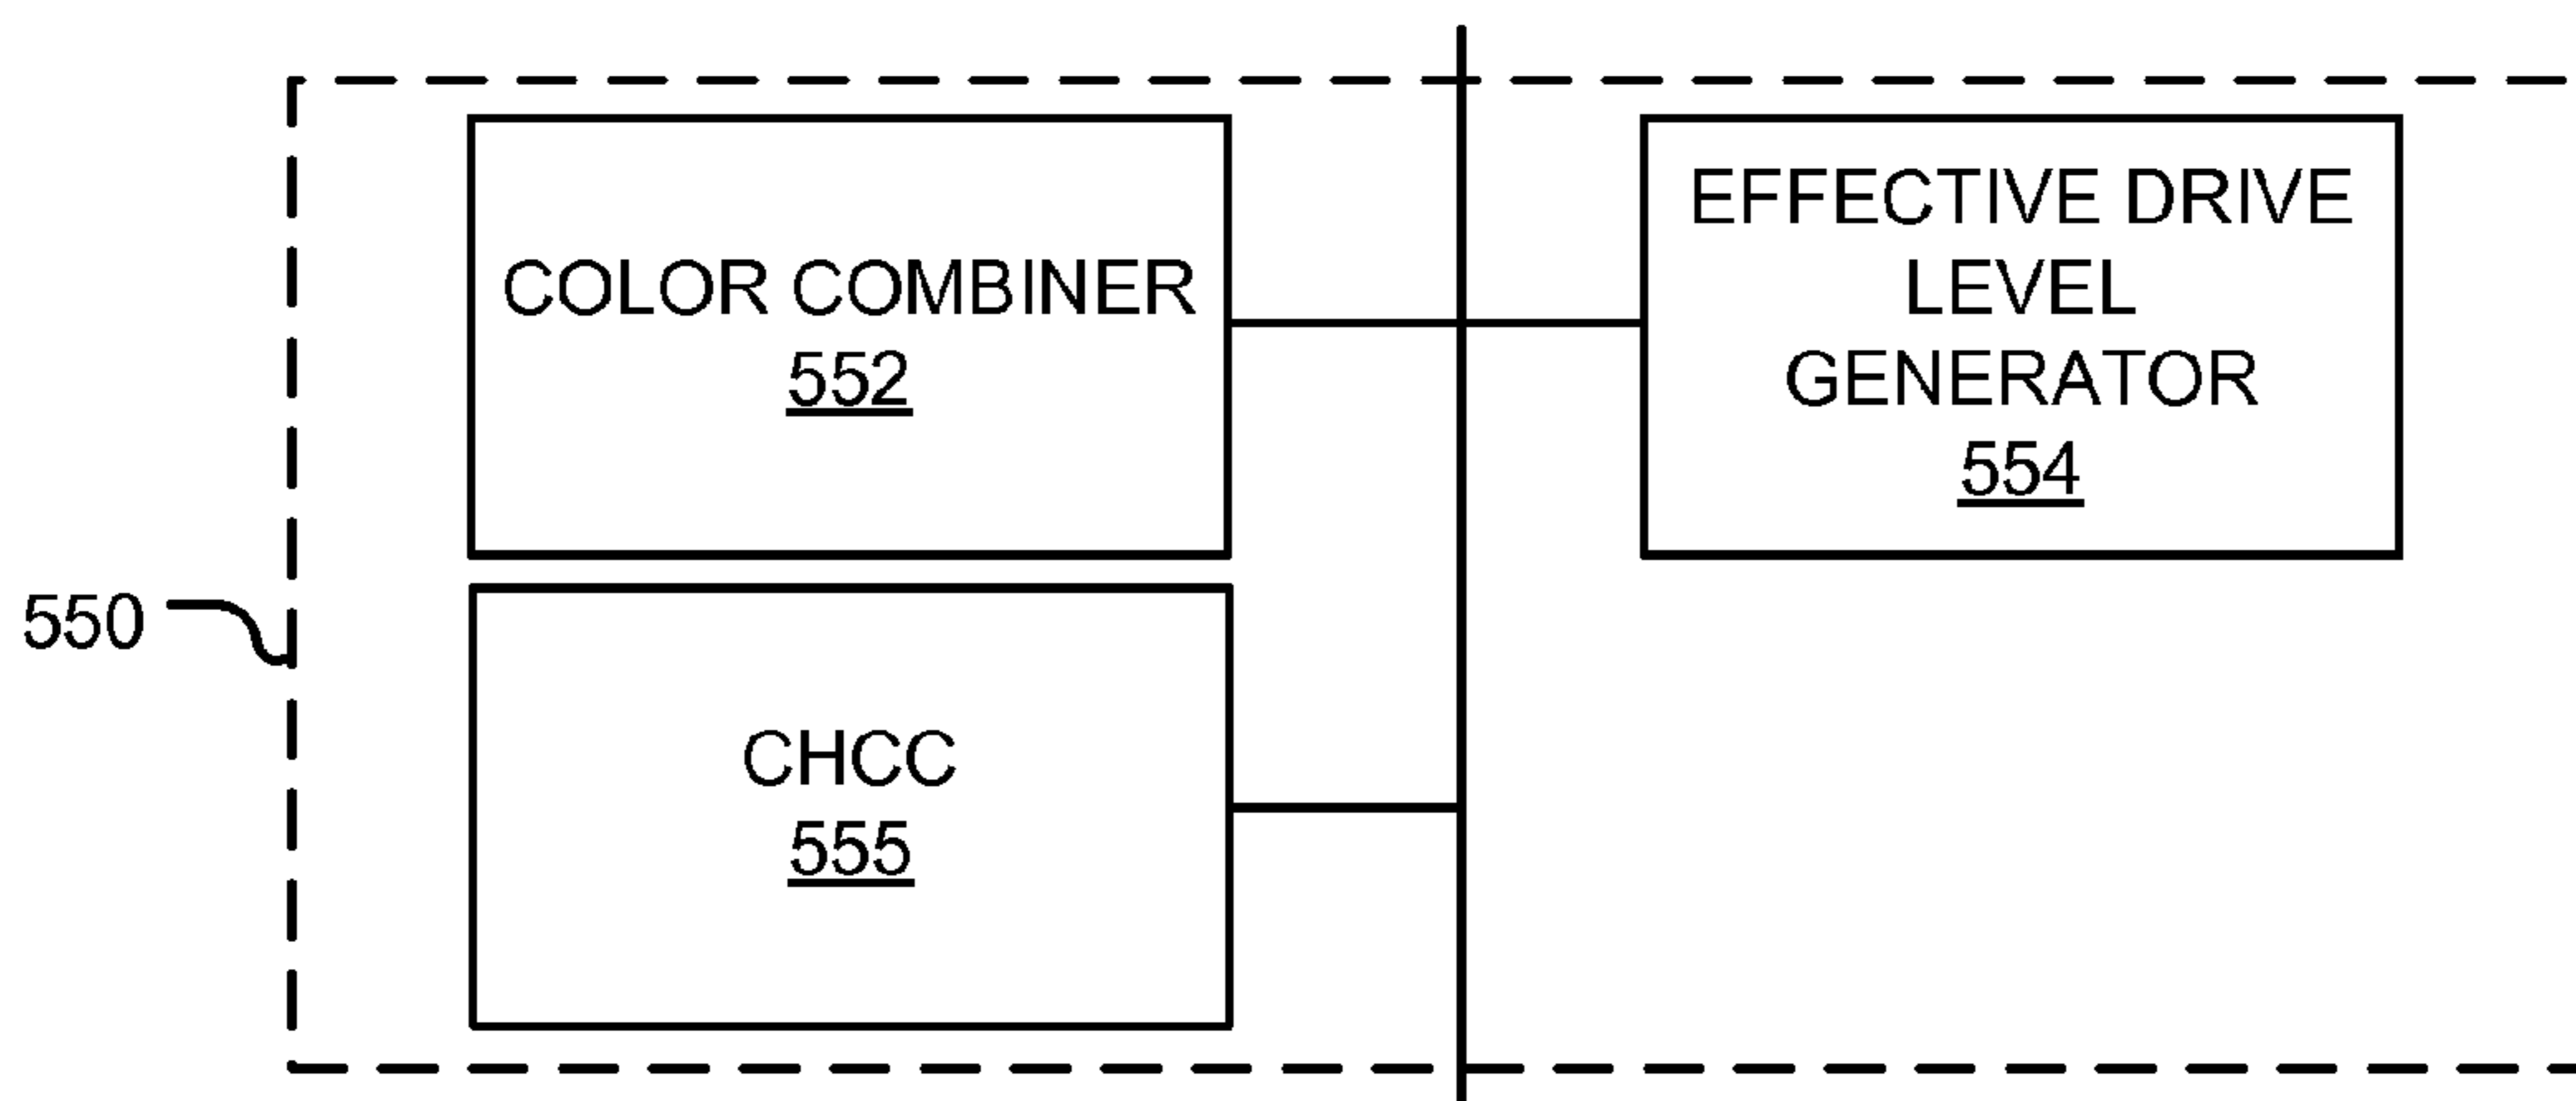 COLOR COMBINER
552
EFFECTIVE DRIVE
LEVEL
GENERATOR
554
550
CHCC
555